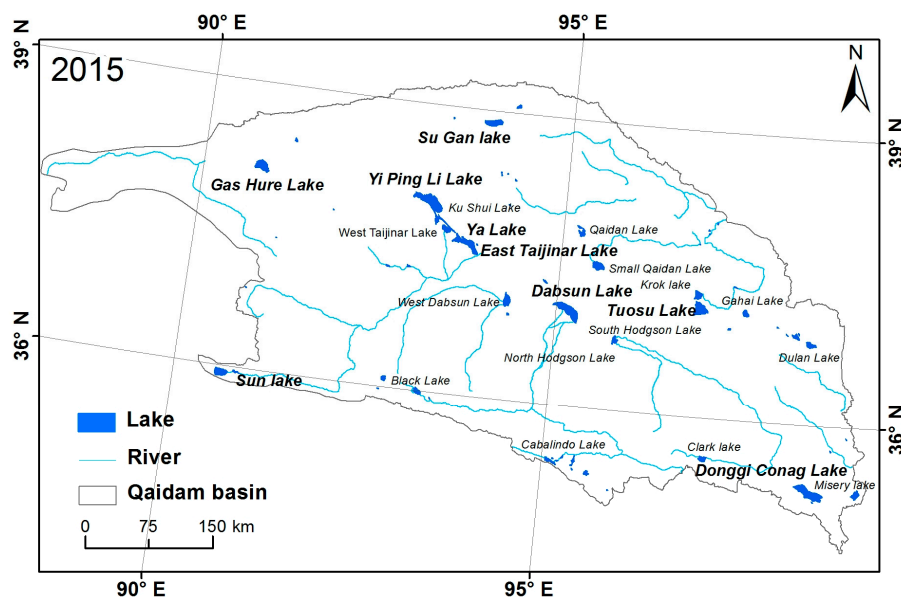 90° E
95° E
39° N
2015
N
Su Gan lake
39° N
Gas Hure Lake
Yi Ping Li Lake
Ku Shui Lake
West Taijinar Lake
Ya Lake
Qaidan Lake
East Taijinar Lake
Small Qaidan Lake
Krok lake
West Dabsun Lake
Dabsun Lake
Tuosu Lake
Gahai Lake
36° N
South Hodgson Lake
North Hodgson Lake
Dulan Lake
Sun lake
Black Lake
36° N
Lake
River
Qaidam basin
Cabalindo Lake
Clark lake
Donggi Conag Lake
Misery lake
0 75 150 km
90° E
95° E